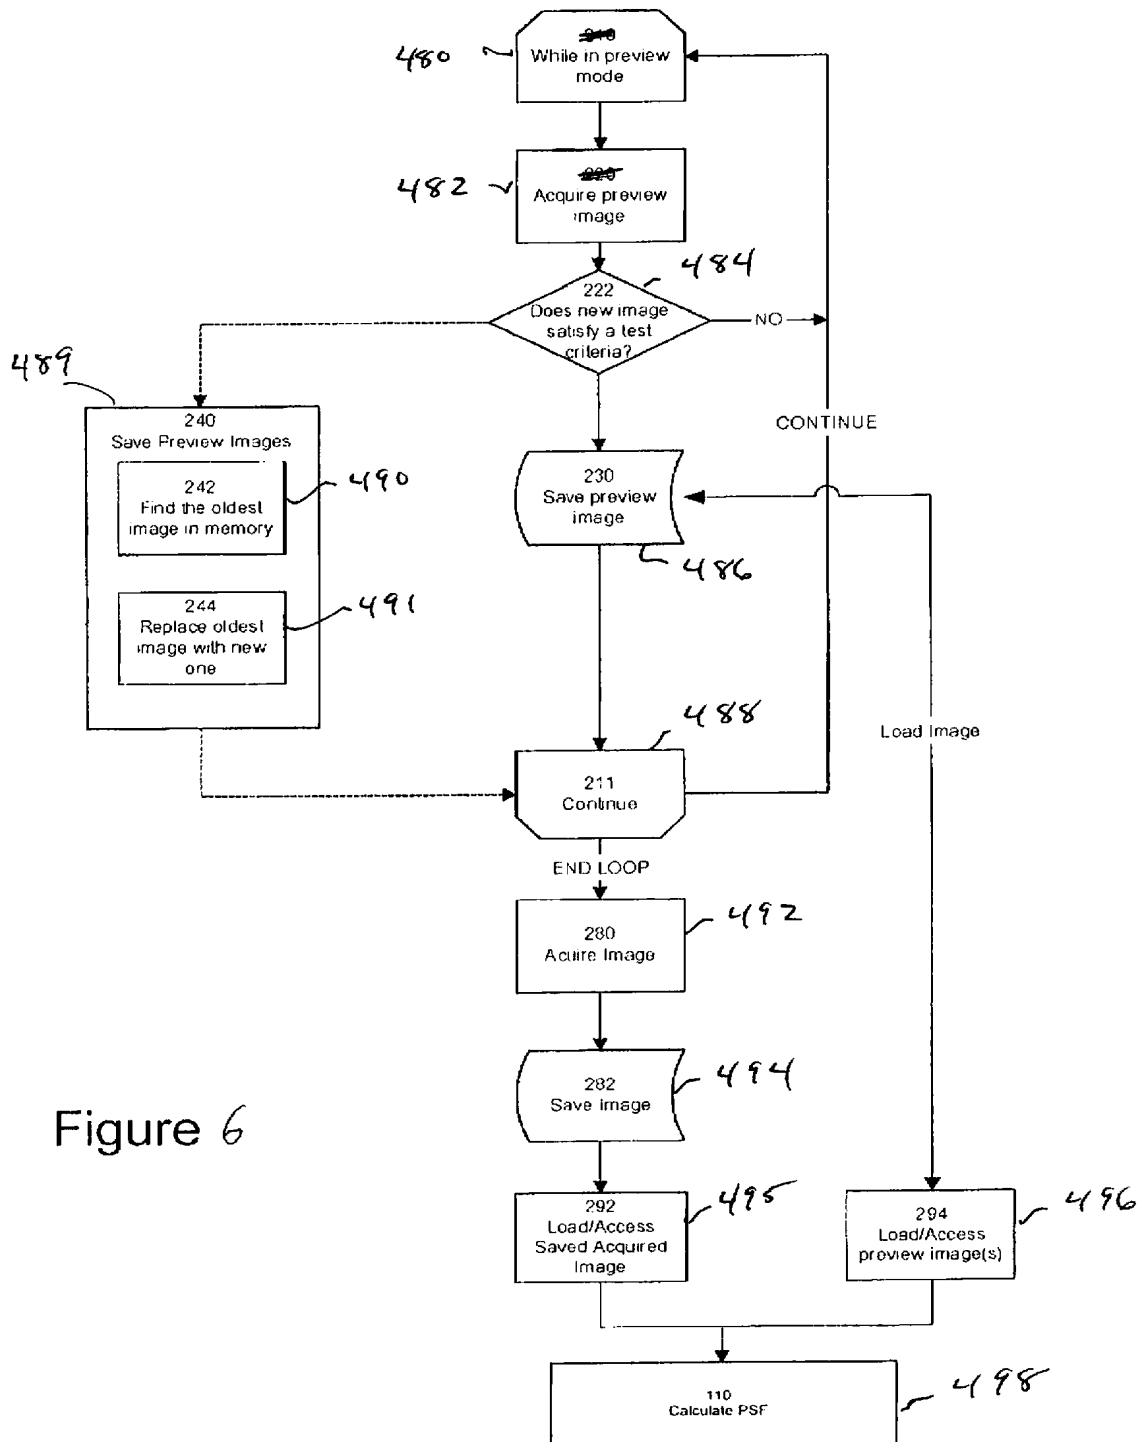 480
While in preview
mode
482
Acquire preview
image
484
222
Does new image
satisfy a test
criteria?
NO
489
240
Save Preview Images
242
Find the oldest
image in memory
490
244
Replace oldest
image with new
one
491
CONTINUE
230
Save preview
image
486
488
Load Image
211
Continue
END LOOP
492
280
Acuire Image
494
282
Save Image
Figure 6
495
292
Load/Access
Saved Acquired
Image
496
294
Load/Access
preview image(s)
498
110
Calculate PSF